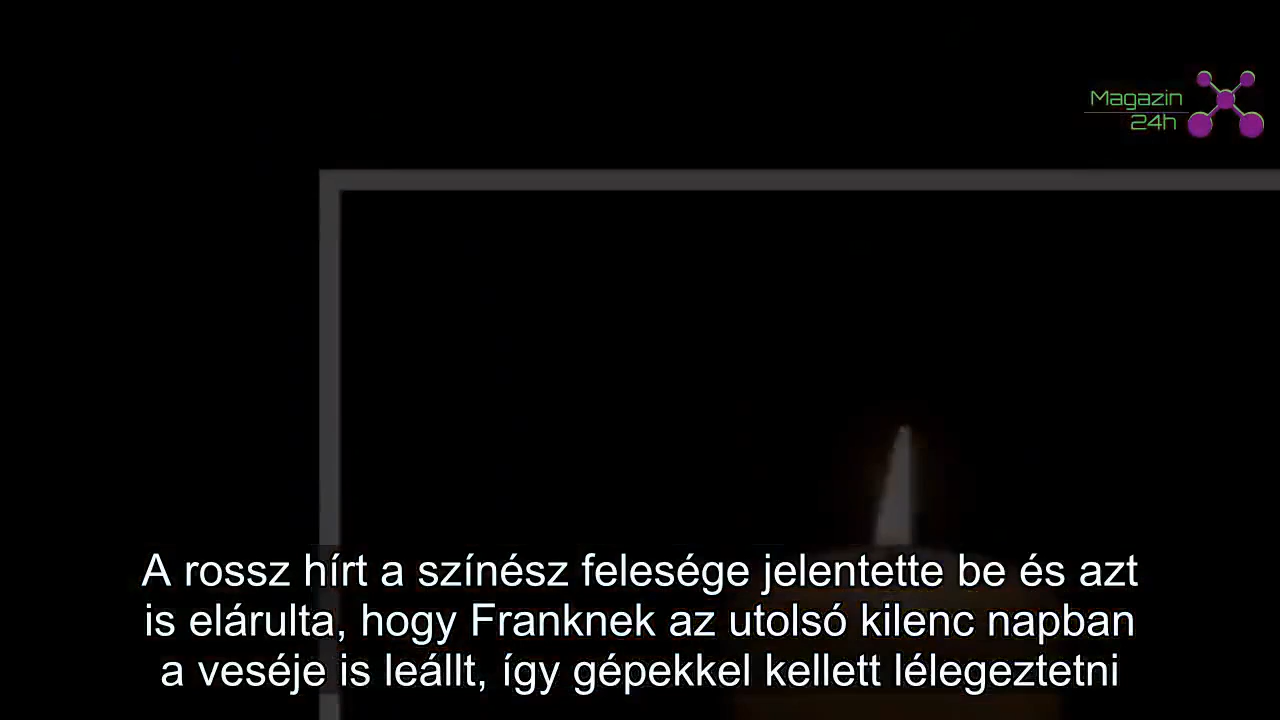 Magazin
24h
A rossz hírt a színész felesége jelentette be és azt
is elárulta, hogy Franknek az utolsó kilenc napban
a veséje is leállt, így gépekkel kellett lélegeztetni